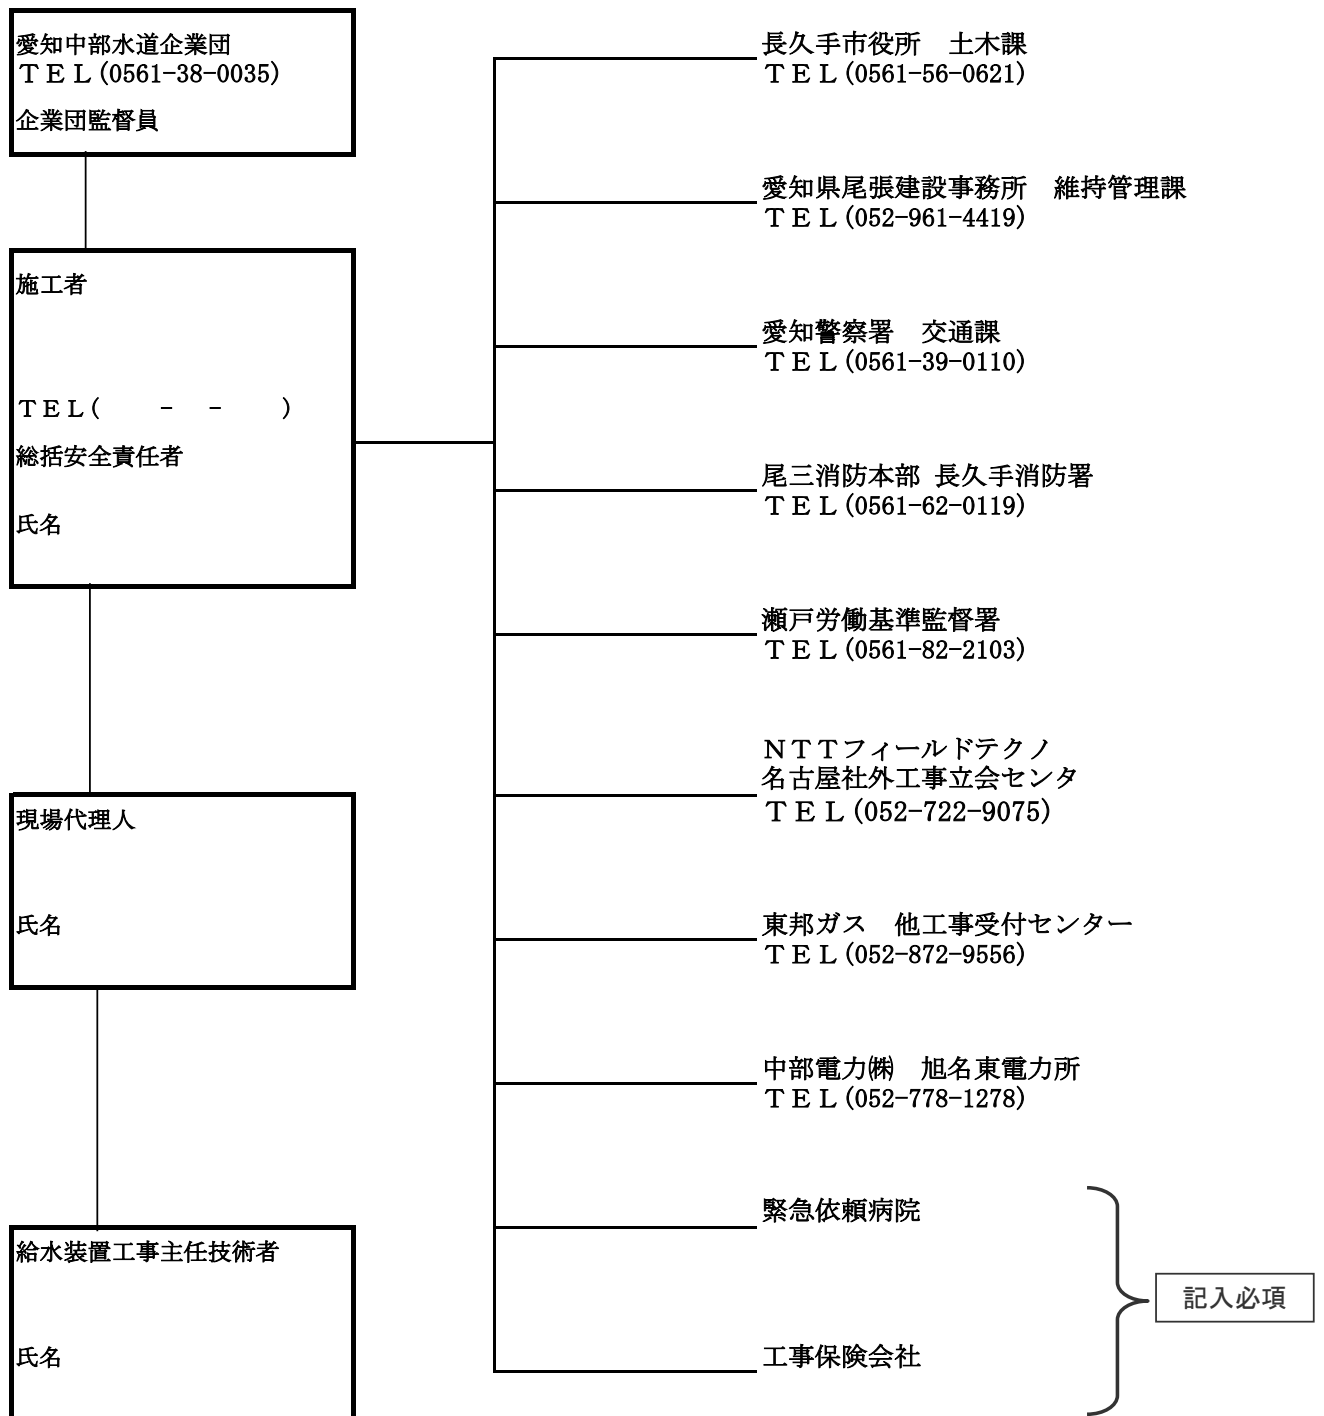 愛知中部水道企業団
ＴＥＬ(0561-38-0035)
企業団監督員
施工者
ＴＥＬ(　　-　-　　)
総括安全責任者
氏名
現場代理人
氏名
給水装置工事主任技術者
氏名
長久手市役所　土木課
ＴＥＬ(0561-56-0621)
愛知県尾張建設事務所　維持管理課
ＴＥＬ(052-961-4419)
愛知警察署　交通課
ＴＥＬ(0561-39-0110)
尾三消防本部 長久手消防署
ＴＥＬ(0561-62-0119)
瀬戸労働基準監督署
ＴＥＬ(0561-82-2103)
ＮＴＴフィールドテクノ
名古屋社外工事立会センタ
ＴＥＬ(052-722-9075)
東邦ガス　他工事受付センター
ＴＥＬ(052-872-9556)
中部電力㈱　旭名東電力所
ＴＥＬ(052-778-1278)
緊急依頼病院
工事保険会社
記入必項